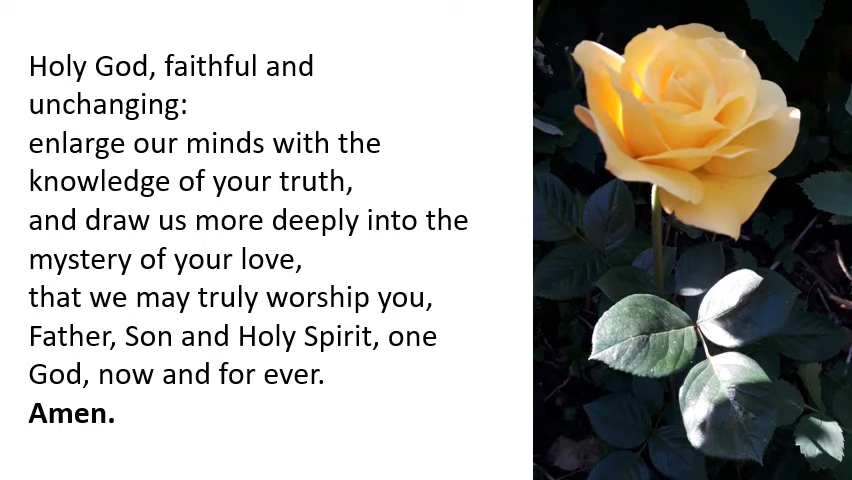 Holy God, faithful and
unchanging:
enlarge our minds with the
knowledge of your truth,
and draw us more deeply into the
mystery of your love,
that we may truly worship you,
Father, Son and Holy Spirit, one
God, now and for ever.
Amen.